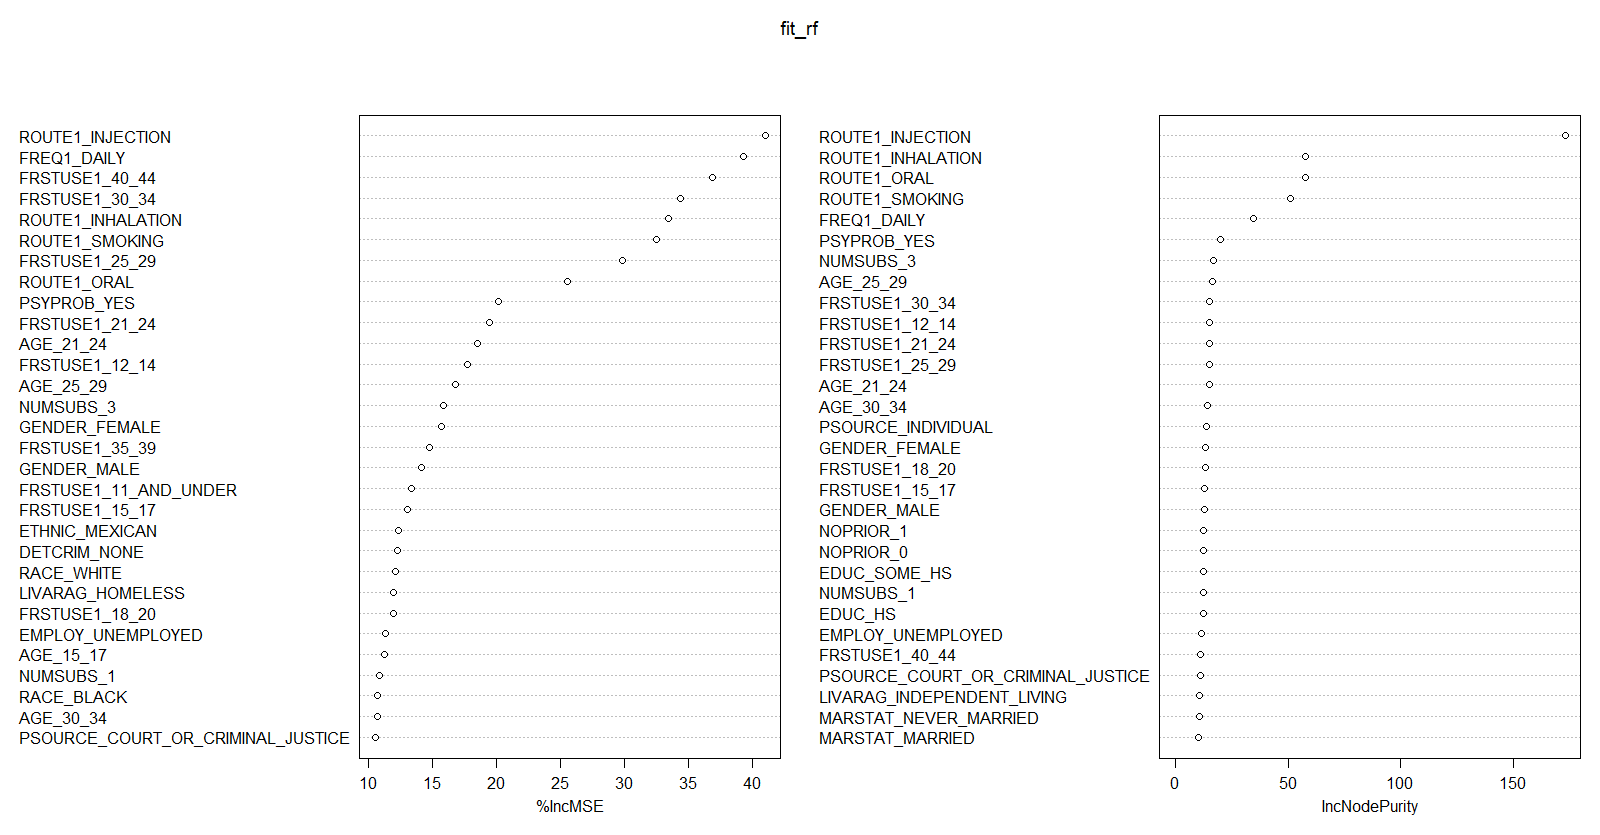 fit_rf
ROUTE1_INJECTION
FREQ1_DAILY
FRSTUSE1_40_44
FRSTUSE1_30_34
ROUTE1_INHALATION
ROUTE1_SMOKING
FRSTUSE1_25_29
ROUTE1_ORAL
PSYPROB_YES
FRSTUSE1_21_24
AGE_21_24
FRSTUSE1_12_14
AGE_25_29
NUMSUBS_3
GENDER_FEMALE
FRSTUSE1_35_39
GENDER_MALE
FRSTUSE1_11_AND_UNDER
FRSTUSE1_15_17
ETHNIC_MEXICAN
DETCRIM_NONE
RACE_WHITE
LIVARAG_HOMELESS
FRSTUSE1_18_20
EMPLOY_UNEMPLOYED
AGE_15_17
NUMSUBS_1
RACE_BLACK
AGE_30_34
PSOURCE_COURT_OR_CRIMINAL_JUSTICE
10 15 20 25 30 35 40
%IncMSE
ROUTE1_INJECTION
ROUTE1_INHALATION
ROUTE1_ORAL
ROUTE1_SMOKING
FREQ1_DAILY
PSYPROB_YES
NUMSUBS_3
AGE_25_29
FRSTUSE1_30_34
FRSTUSE1_12_14
FRSTUSE1_21_24
FRSTUSE1_25_29
AGE_21_24
AGE_30_34
PSOURCE_INDIVIDUAL
GENDER_FEMALE
FRSTUSE1_18_20
FRSTUSE1_15_17
GENDER_MALE
NOPRIOR_1
NOPRIOR_0
EDUC_SOME_HS
NUMSUBS_1
EDUC_HS
EMPLOY_UNEMPLOYED
FRSTUSE1_40_44
PSOURCE_COURT_OR_CRIMINAL_JUSTICE
LIVARAG_INDEPENDENT_LIVING
MARSTAT_NEVER_MARRIED
MARSTAT_MARRIED
0 50 100 150
IncNodePurity